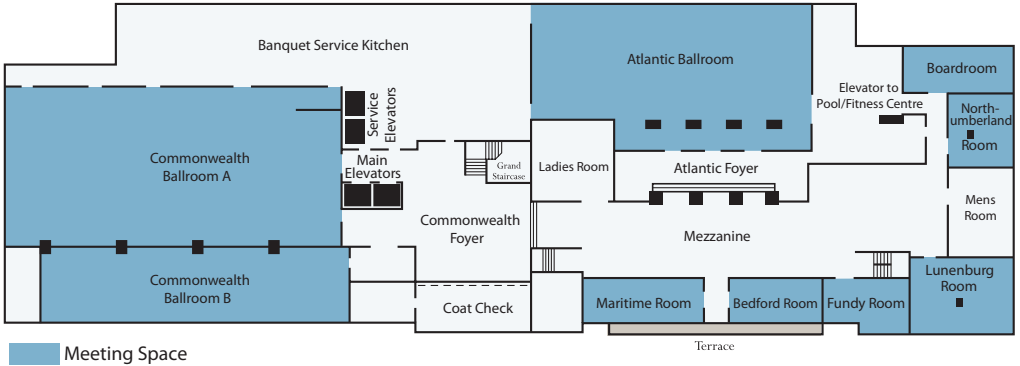 Banquet Service Kitchen
Atlantic Ballroom
Boardroom
Elevator to
Pool/Fitness Centre
North-
umberland
Room
Service
Elevators
Commonwealth
Ballroom A
Main
Elevators
Grand
Staircase
Ladies Room
Atlantic Foyer
Mens
Room
Commonwealth
Foyer
Mezzanine
Commonwealth
Ballroom B
Coat Check
Maritime Room
Bedford Room
Fundy Room
Lunenburg
Room
Terrace
Meeting Space